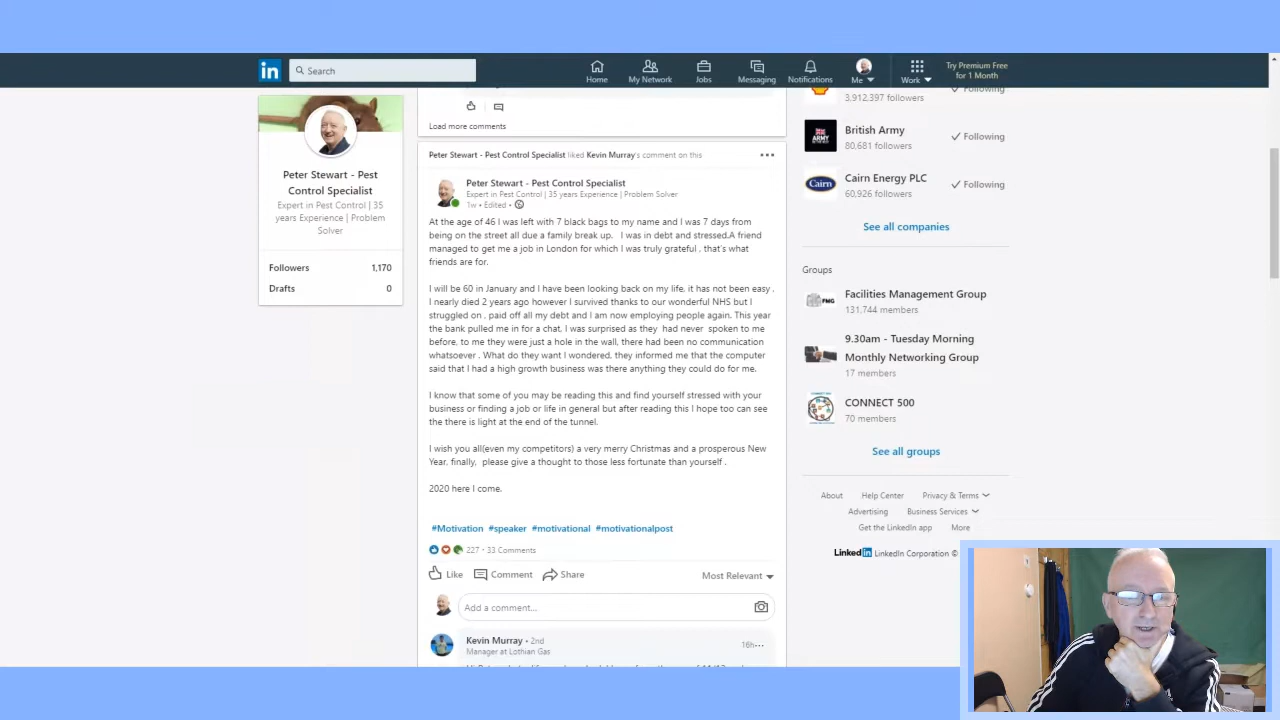 in
Search
Home
My Network
Jobs
Messaging
Notifications
Me
Work
Try Premium Free
for 1 Month
Peter Stewart - Pest
Control Specialist
Expert in Pest Control | 35
years Experience | Problem
Solver
Followers 1,170
Drafts 0
Load more comments
Peter Stewart - Pest Control Specialist liked Kevin Murray's comment on this
Peter Stewart - Pest Control Specialist
Expert in Pest Control | 35 years Experience | Problem Solver
1w • Edited •
At the age of 46 I was left with 7 black bags to my name and I was 7 days from
being on the street all due a family break up. I was in debt and stressed.A friend
managed to get me a job in London for which I was truly grateful , that's what
friends are for.
I will be 60 in January and I have been looking back on my life, it has not been easy .
I nearly died 2 years ago however I survived thanks to our wonderful NHS but I
struggled on , paid off all my debt and I am now employing people again. This year
the bank pulled me in for a chat, I was surprised as they had never spoken to me
before, to me they were just a hole in the wall, there had been no communication
whatsoever . What do they want I wondered, they informed me that the computer
said that I had a high growth business was there anything they could do for me.
I know that some of you may be reading this and find yourself stressed with your
business or finding a job or life in general but after reading this I hope too can see
the there is light at the end of the tunnel.
I wish you all(even my competitors) a very merry Christmas and a prosperous New
Year, finally, please give a thought to those less fortunate than yourself .
2020 here I come.
#Motivation #speaker #motivational #motivationalpost
227 • 33 Comments
Like Comment Share Most Relevant
Add a comment...
Kevin Murray • 2nd
Manager at Lothian Gas
16h
3,912,397 followers
Following
British Army
80,681 followers
Following
ARMY
Cairn Energy PLC
60,926 followers
Following
Cairn
See all companies
Groups
FMG
Facilities Management Group
131,744 members
9.30am - Tuesday Morning
Monthly Networking Group
17 members
CONNECT 500
70 members
See all groups
About Help Center Privacy & Terms
Advertising Business Services
Get the LinkedIn app More
LinkedIn LinkedIn Corporation ©